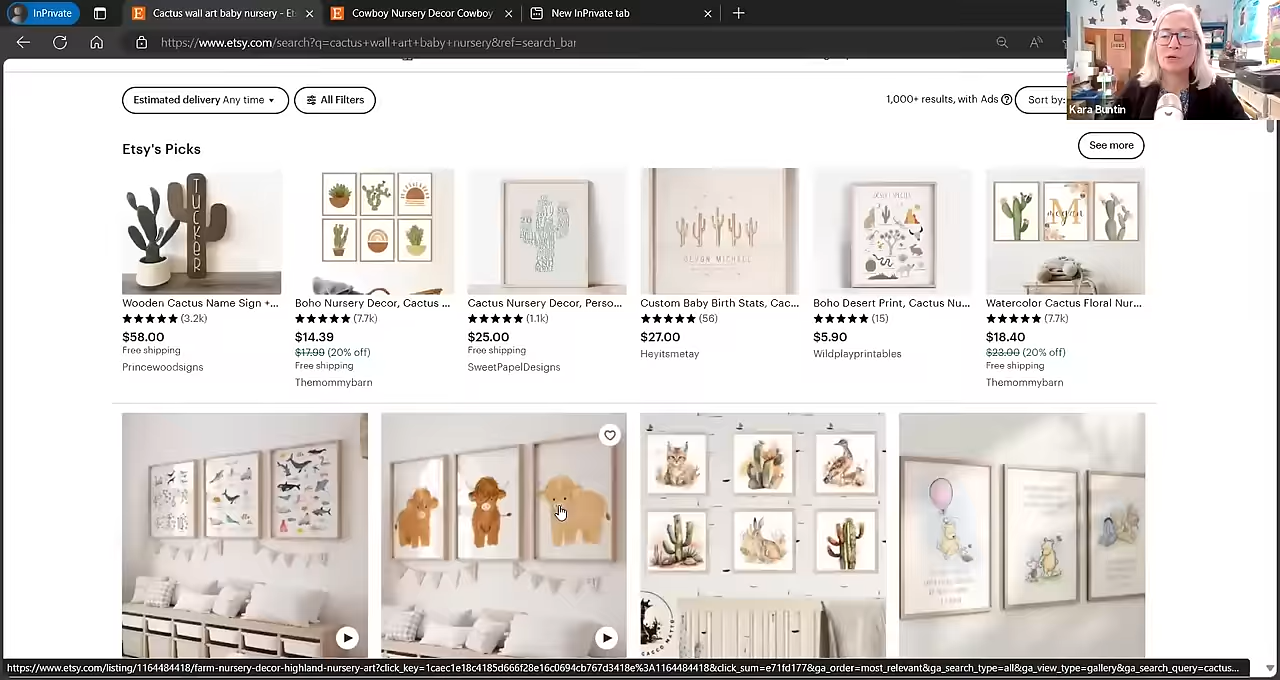 InPrivate
Cactus wall art baby nursery - Et
Cowboy Nursery Decor Cowboy
New InPrivate tab
https://www.etsy.com/search?q=cactus+wall+art+baby+nursery&ref=search_bar
Kara Buntin
Estimated delivery Any time
All Filters
1,000+ results, with Ads
Sort by:
Etsy's Picks
See more
TUCKER
DEVON MICHELL
M
megan
Wooden Cactus Name Sign +...
Boho Nursery Decor, Cactus ...
Cactus Nursery Decor, Perso...
Custom Baby Birth Stats, Cac...
Boho Desert Print, Cactus Nu...
Watercolor Cactus Floral Nur...
(3.2k)
(7.7k)
(1.1k)
(56)
(15)
(7.7k)
$58.00
$14.39
$25.00
$27.00
$5.90
$18.40
Free shipping
$17.99 (20% off)
Free shipping
Heyitsmetay
Wildplayprintables
$23.00 (20% off)
Princewoodsigns
Free shipping
SweetPapelDesigns
Free shipping
Themommybarn
Themommybarn
https://www.etsy.com/listing/1164484418/farm-nursery-decor-highland-nursery-art?click_key=1caec1e18c4185d666f28e16c0694cb767d3418e%3A1164484418&click_sum=e71fd177&ga_order=most_relevant&ga_search_type=all&ga_view_type=gallery&ga_search_query=cactus...